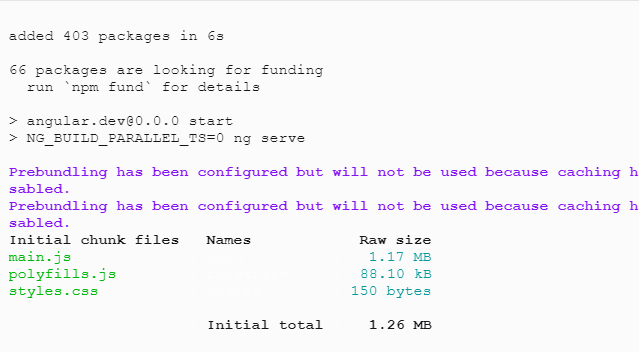 added 403 packages in 6s
66 packages are looking for funding
run `npm fund` for details
> angular.dev@0.0.0 start
> NG_BUILD_PARALLEL_TS=0 ng serve
Prebundling has been configured but will not be used because caching h
sabled.
Prebundling has been configured but will not be used because caching h
sabled.
Initial chunk files Names Raw size
main.js 1.17 MB
polyfills.js 88.10 kB
styles.css 150 bytes
Initial total 1.26 MB